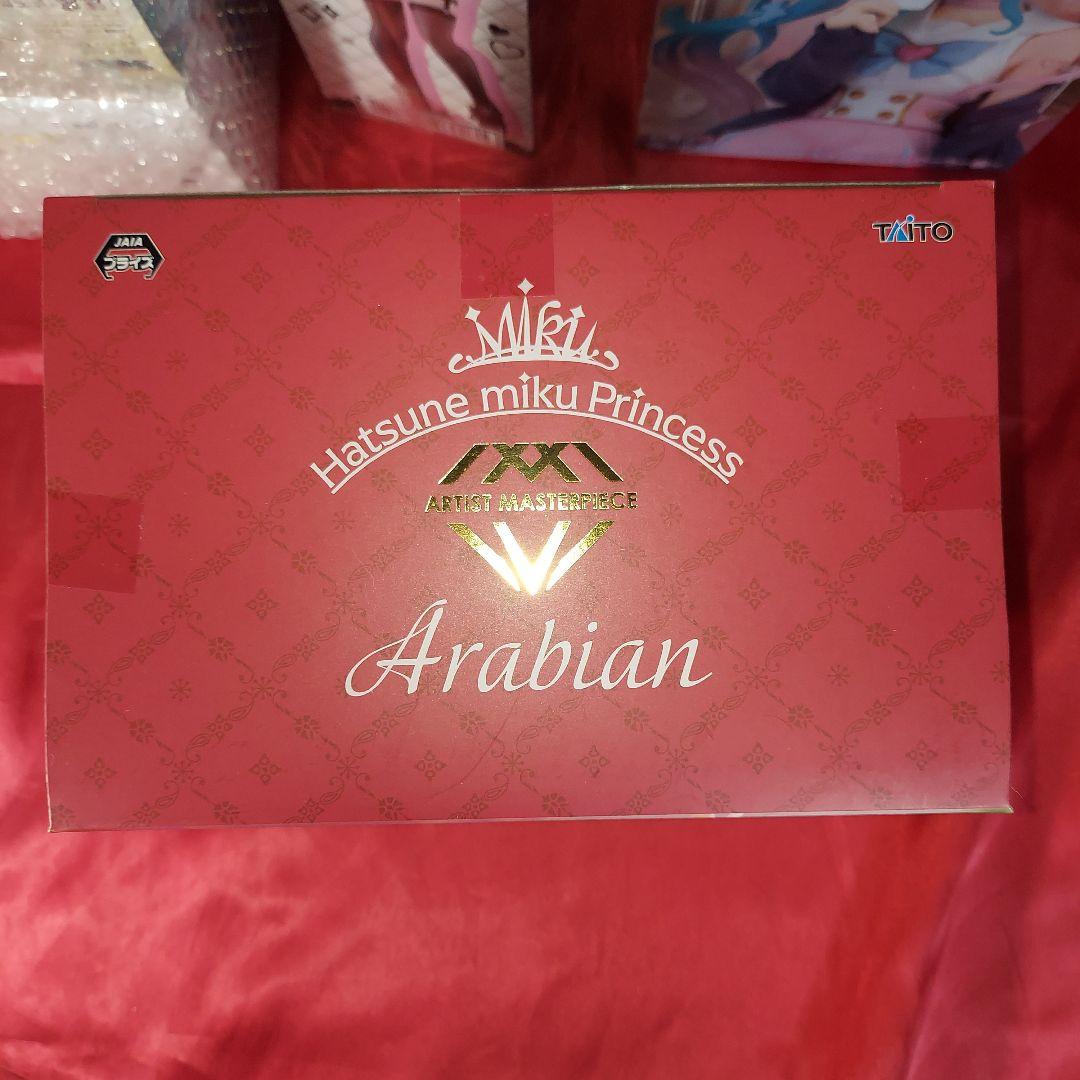 JAIA
プライズ
TAITO
Miku
Hatsune miku Princess
ARTIST MASTERPIECE
Arabian